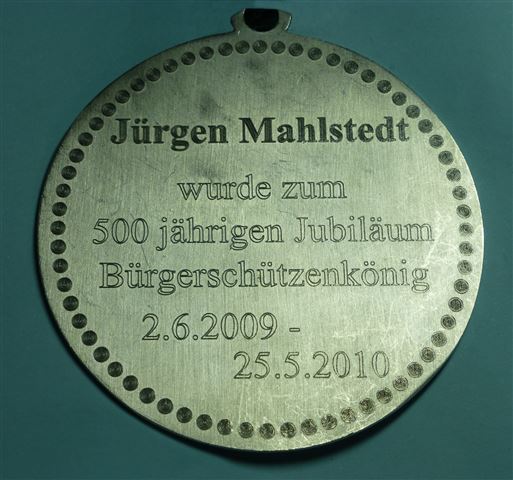 Jürgen Mahlstedt
wurde zum
500 jährigen Jubiläum
Bürgerschützenkönig
2.6.2009 -
25.5.2010